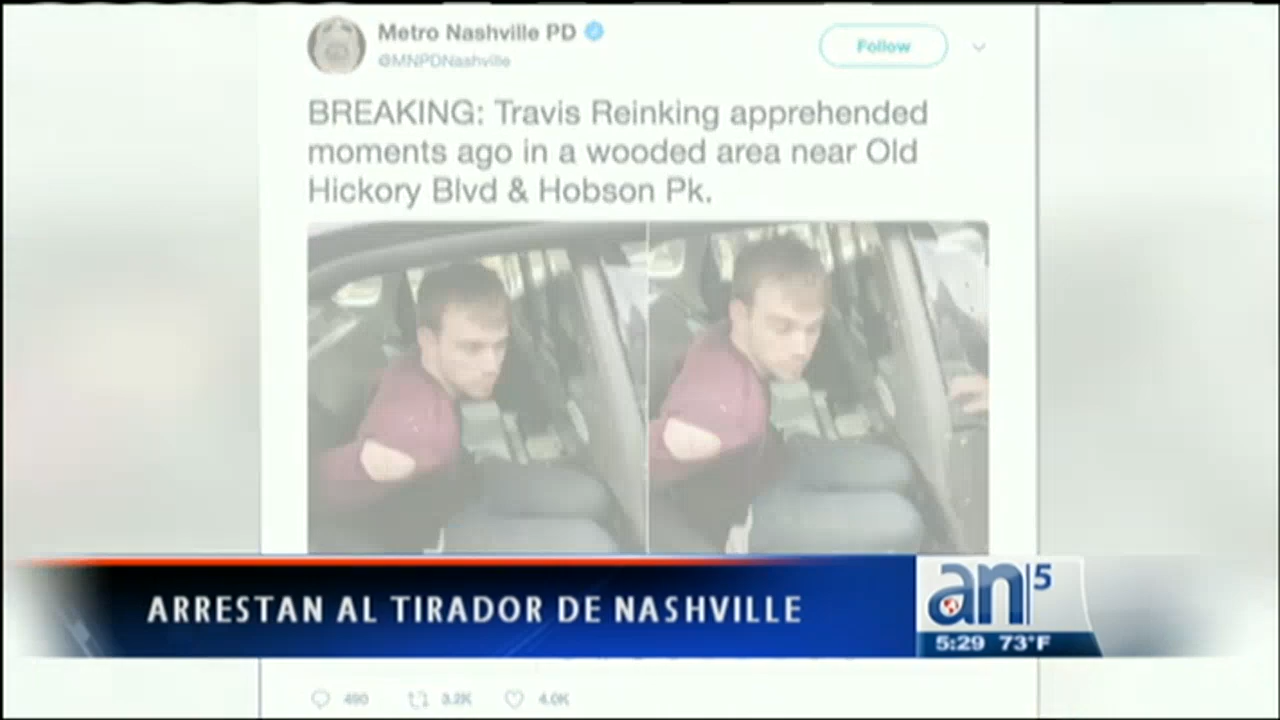 Metro Nashville PD
@MNPDNashville
Follow
BREAKING: Travis Reinking apprehended
moments ago in a wooded area near Old
Hickory Blvd & Hobson Pk.
ARRESTAN AL TIRADOR DE NASHVILLE
an 5
5:29 73°F
490 3.2K 4.0K